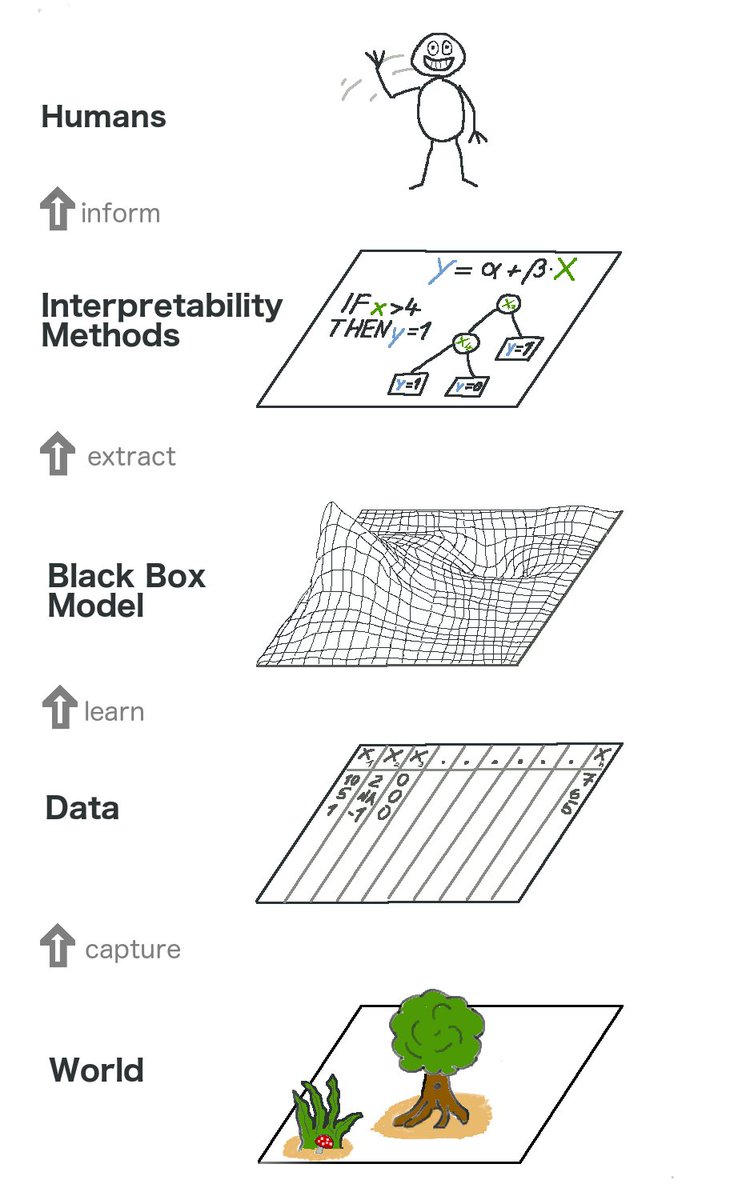 Humans
inform
Interpretability
Methods
Y = α + β · X
IF x > 4
THEN y = 1
X₃
y=1
y=1
y=0
extract
Black Box
Model
learn
Data
X₁ X₂ X₃ . . . . . . X
10 2 0 7
5 NA 0 6
1 -1 0 5
capture
World